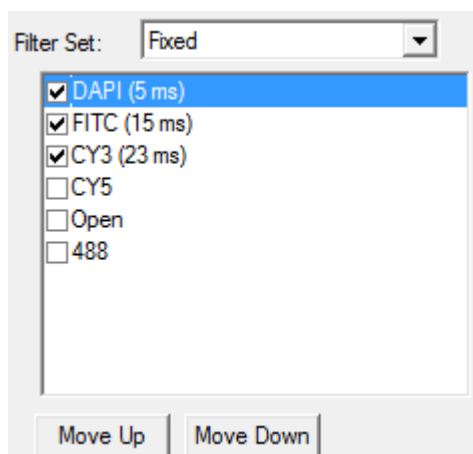 Filter Set: Fixed
DAPI (5 ms)
FITC (15 ms)
CY3 (23 ms)
CY5
Open
488
Move Up Move Down